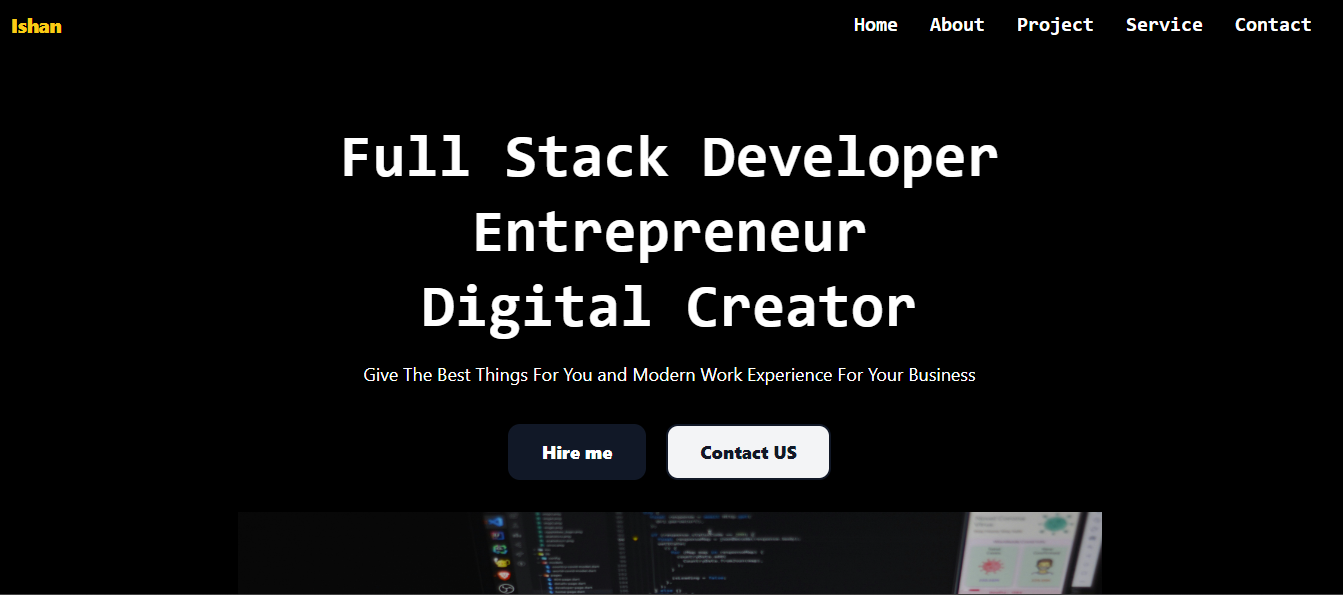 Ishan
Home About Project Service Contact
Full Stack Developer
Entrepreneur
Digital Creator
Give The Best Things For You and Modern Work Experience For Your Business
Hire me Contact US